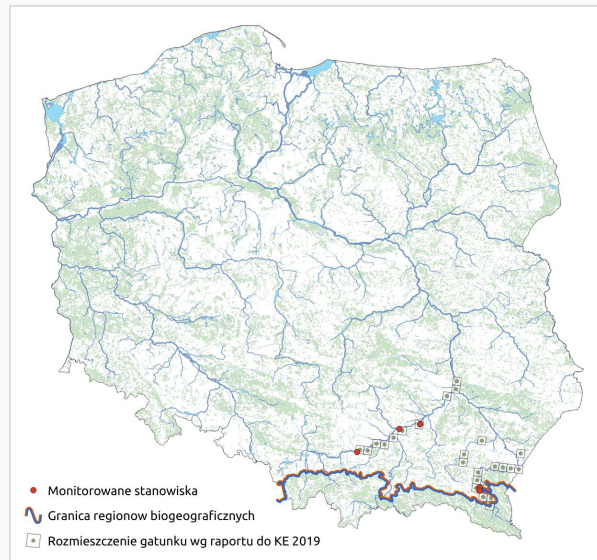 Monitorowane stanowiska
Granica regionow biogeograficznych
Rozmieszczenie gatunku wg raportu do KE 2019